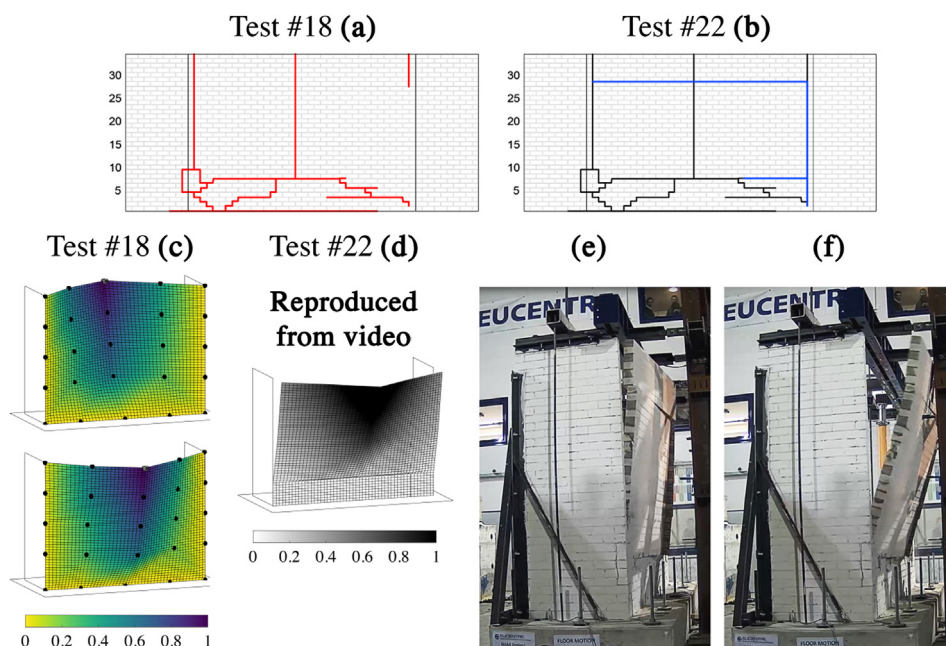 Test #18 (a)
Test #22 (b)
30
25
20
15
10
5
30
25
20
15
10
5
Test #18 (c)
Test #22 (d)
(e)
(f)
Reproduced
from video
EUCENTR
EUCENTRE
0 0.2 0.4 0.6 0.8 1
0 0.2 0.4 0.6 0.8 1
EUCENTRE
FLOOR MOTION
FLOOR MOTION